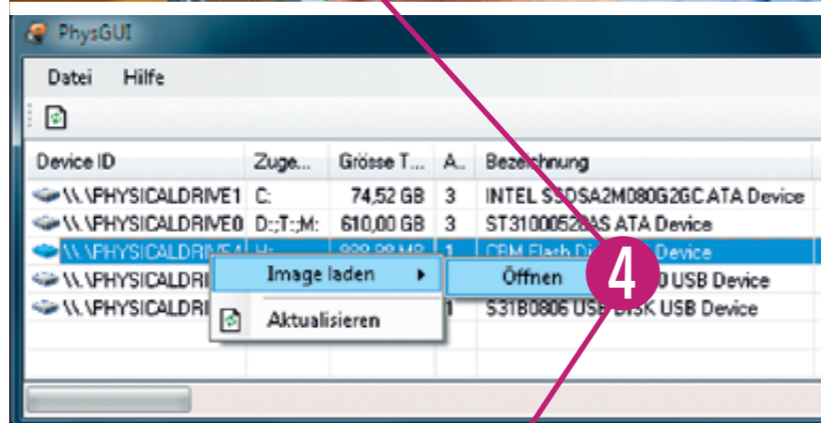 PhysGUI
Datei Hilfe
Device ID Zuge... Grösse T... A.. Bezeichnung
\\.\PHYSICALDRIVE1 C: 74,52 GB 3 INTEL SSDSA2M080G2GC ATA Device
\\.\PHYSICALDRIVE0 D:;T:;M: 610,00 GB 3 ST31000528AS ATA Device
\\.\PHYSICALDRIVE4 H: 1 CBM Flash Device
\\.\PHYSICALDRI Image laden Öffnen 4 USB Device
\\.\PHYSICALDRI Aktualisieren 1 S31B0806 USB DISK USB Device